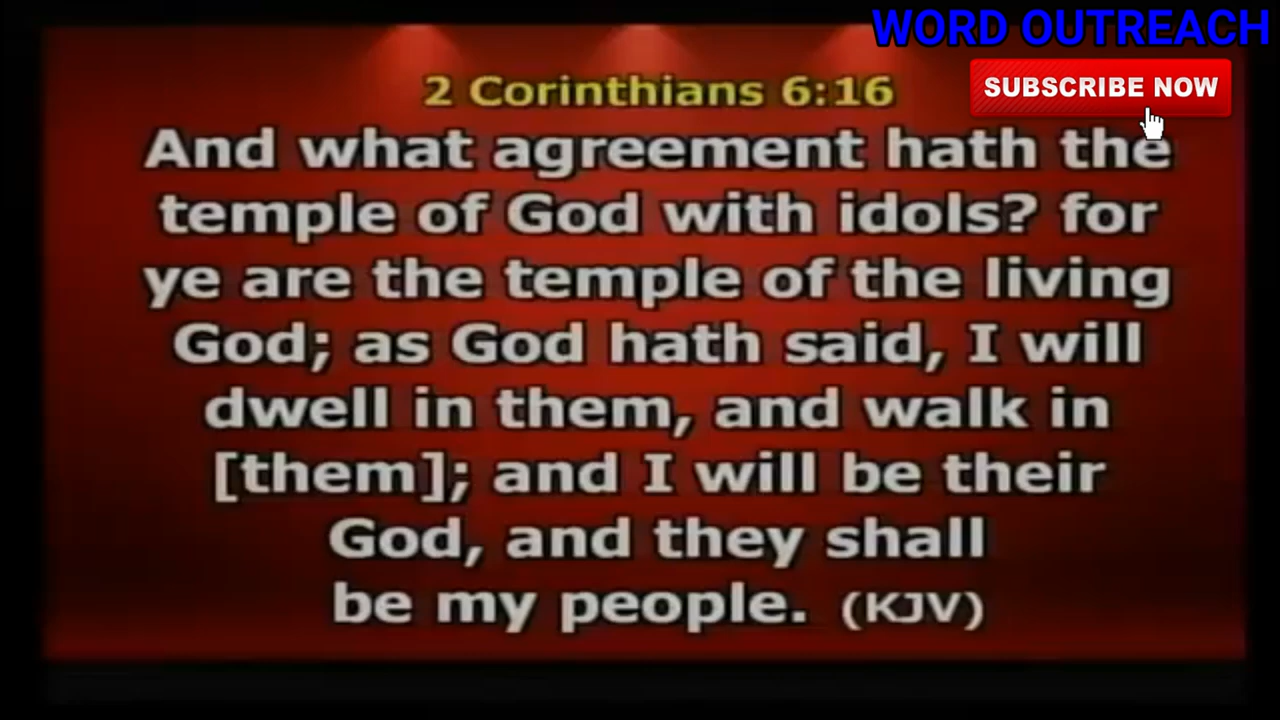 WORD OUTREACH
SUBSCRIBE NOW
2 Corinthians 6:16
And what agreement hath the
temple of God with idols? for
ye are the temple of the living
God; as God hath said, I will
dwell in them, and walk in
[them]; and I will be their
God, and they shall
be my people. (KJV)